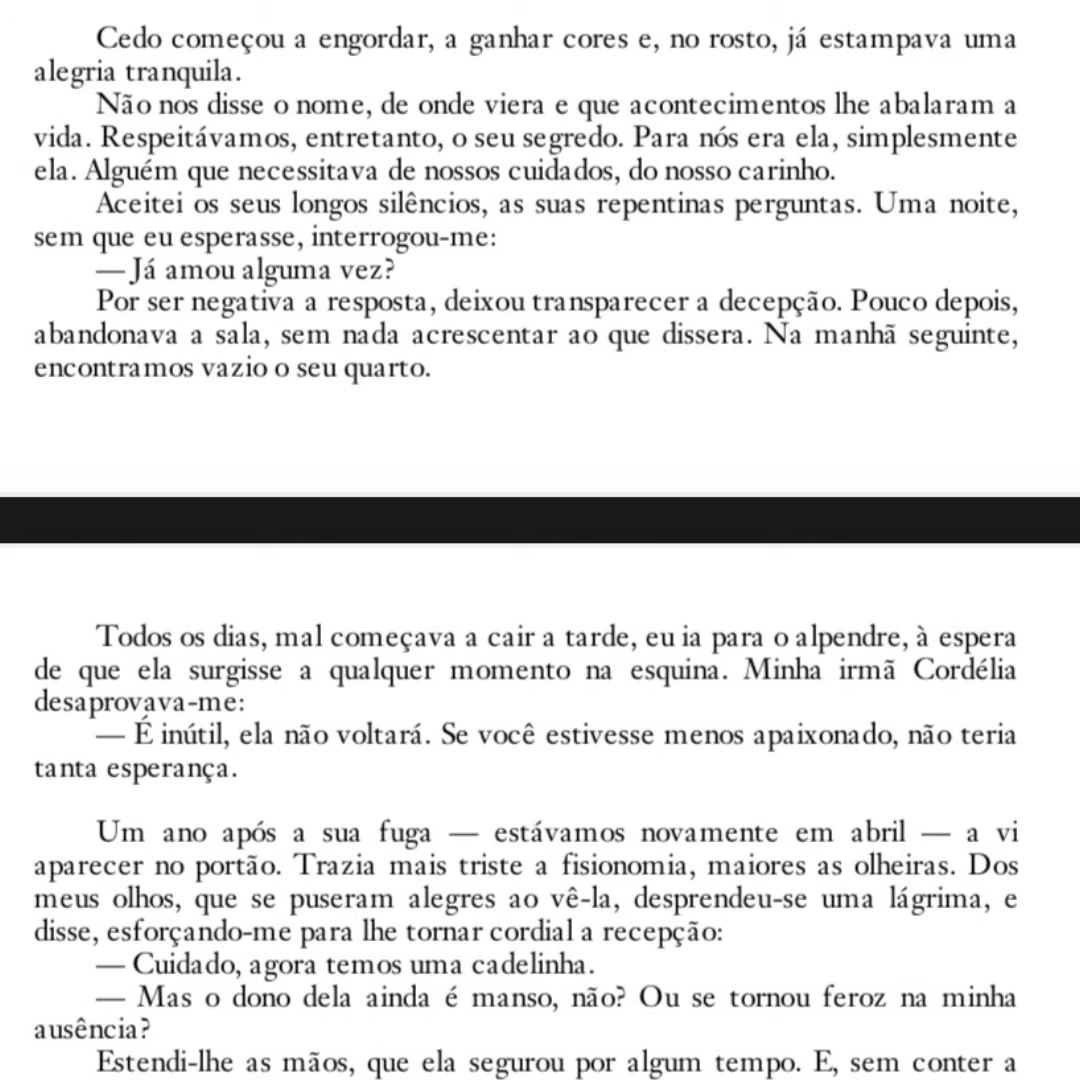 Cedo começou a engordar, a ganhar cores e, no rosto, já estampava uma
alegria tranquila.
Não nos disse o nome, de onde viera e que acontecimentos lhe abalaram a
vida. Respeitávamos, entretanto, o seu segredo. Para nós era ela, simplesmente
ela. Alguém que necessitava de nossos cuidados, do nosso carinho.
Aceitei os seus longos silêncios, as suas repentinas perguntas. Uma noite,
sem que eu esperasse, interrogou-me:
— Já amou alguma vez?
Por ser negativa a resposta, deixou transparecer a decepção. Pouco depois,
abandonava a sala, sem nada acrescentar ao que dissera. Na manhã seguinte,
encontramos vazio o seu quarto.
Todos os dias, mal começava a cair a tarde, eu ia para o alpendre, à espera
de que ela surgisse a qualquer momento na esquina. Minha irmã Cordélia
desaprovava-me:
— É inútil, ela não voltará. Se você estivesse menos apaixonado, não teria
tanta esperança.
Um ano após a sua fuga — estávamos novamente em abril — a vi
aparecer no portão. Trazia mais triste a fisionomia, maiores as olheiras. Dos
meus olhos, que se puseram alegres ao vê-la, desprendeu-se uma lágrima, e
disse, esforçando-me para lhe tornar cordial a recepção:
— Cuidado, agora temos uma cadelinha.
— Mas o dono dela ainda é manso, não? Ou se tornou feroz na minha
ausência?
Estendi-lhe as mãos, que ela segurou por algum tempo. E, sem conter a